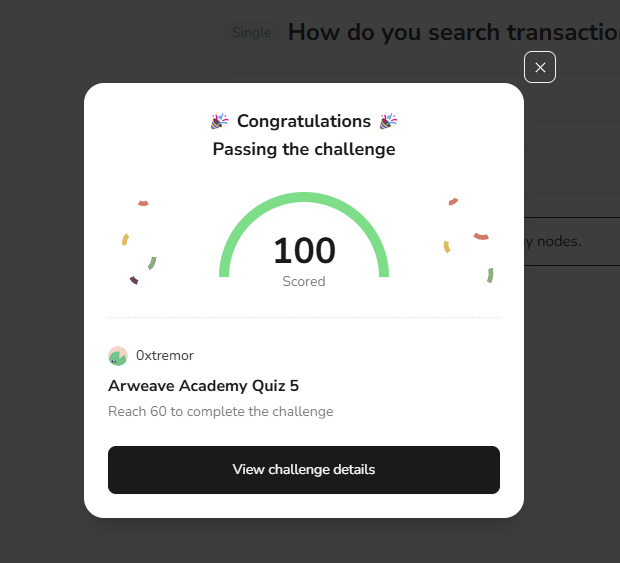 Single
How do you search transactio
Congratulations
Passing the challenge
100
Scored
y nodes.
0xtremor
Arweave Academy Quiz 5
Reach 60 to complete the challenge
View challenge details